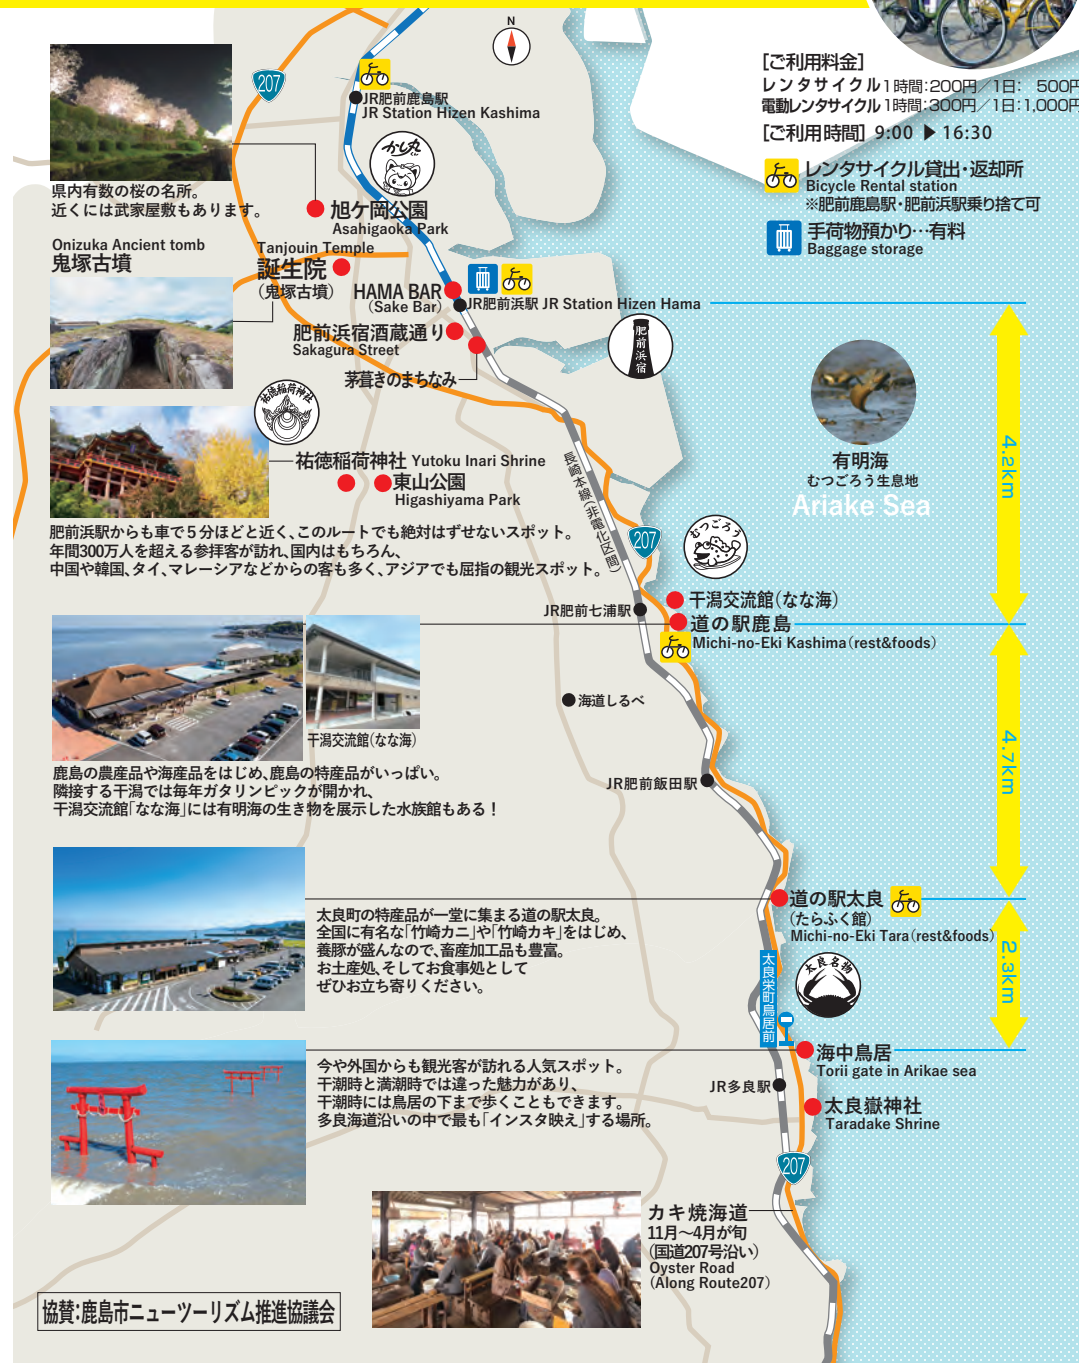 N
[ご利用料金]
レンタサイクル 1時間:200円／1日: 500円
電動レンタサイクル 1時間:300円／1日:1,000円
[ご利用時間] 9:00 ▶ 16:30
レンタサイクル貸出・返却所
Bicycle Rental station
※肥前鹿島駅・肥前浜駅乗り捨て可
手荷物預かり…有料
Baggage storage
207
JR肥前鹿島駅
JR Station Hizen Kashima
かし丸くん
県内有数の桜の名所。
近くには武家屋敷もあります。
旭ケ岡公園
Asahigaoka Park
Onizuka Ancient tomb
鬼塚古墳
Tanjouin Temple
誕生院
(鬼塚古墳)
HAMA BAR
(Sake Bar)
JR肥前浜駅 JR Station Hizen Hama
肥前浜宿酒蔵通り
Sakagura Street
茅葺きのまちなみ
肥前浜宿
有明海
むつごろう生息地
Ariake Sea
4.2km
祐徳稲荷神社
祐徳稲荷神社 Yutoku Inari Shrine
東山公園
Higashiyama Park
長崎本線(非電化区間)
肥前浜駅からも車で5分ほどと近く、このルートでも絶対はずせないスポット。
年間300万人を超える参拝客が訪れ、国内はもちろん、
中国や韓国、タイ、マレーシアなどからの客も多く、アジアでも屈指の観光スポット。
207
むつごろう
JR肥前七浦駅
干潟交流館(なな海)
道の駅鹿島
Michi-no-Eki Kashima(rest&foods)
海道しるべ
干潟交流館(なな海)
4.7km
鹿島の農産品や海産品をはじめ、鹿島の特産品がいっぱい。
隣接する干潟では毎年ガタリンピックが開かれ、
干潟交流館「なな海」には有明海の生き物を展示した水族館もある！
JR肥前飯田駅
道の駅太良
(たらふく館)
Michi-no-Eki Tara(rest&foods)
太良町の特産品が一堂に集まる道の駅太良。
全国に有名な「竹崎カニ」や「竹崎カキ」をはじめ、
養豚が盛んなので、畜産加工品も豊富。
お土産処、そしてお食事処として
ぜひお立ち寄りください。
2.3km
太良名物
太良栄町鳥居前
海中鳥居
Torii gate in Arikae sea
今や外国からも観光客が訪れる人気スポット。
干潮時と満潮時では違った魅力があり、
干潮時には鳥居の下まで歩くこともできます。
多良海道沿いの中で最も「インスタ映え」する場所。
JR多良駅
太良嶽神社
Taradake Shrine
207
カキ焼海道
11月～4月が旬
(国道207号沿い)
Oyster Road
(Along Route207)
協賛:鹿島市ニューツーリズム推進協議会